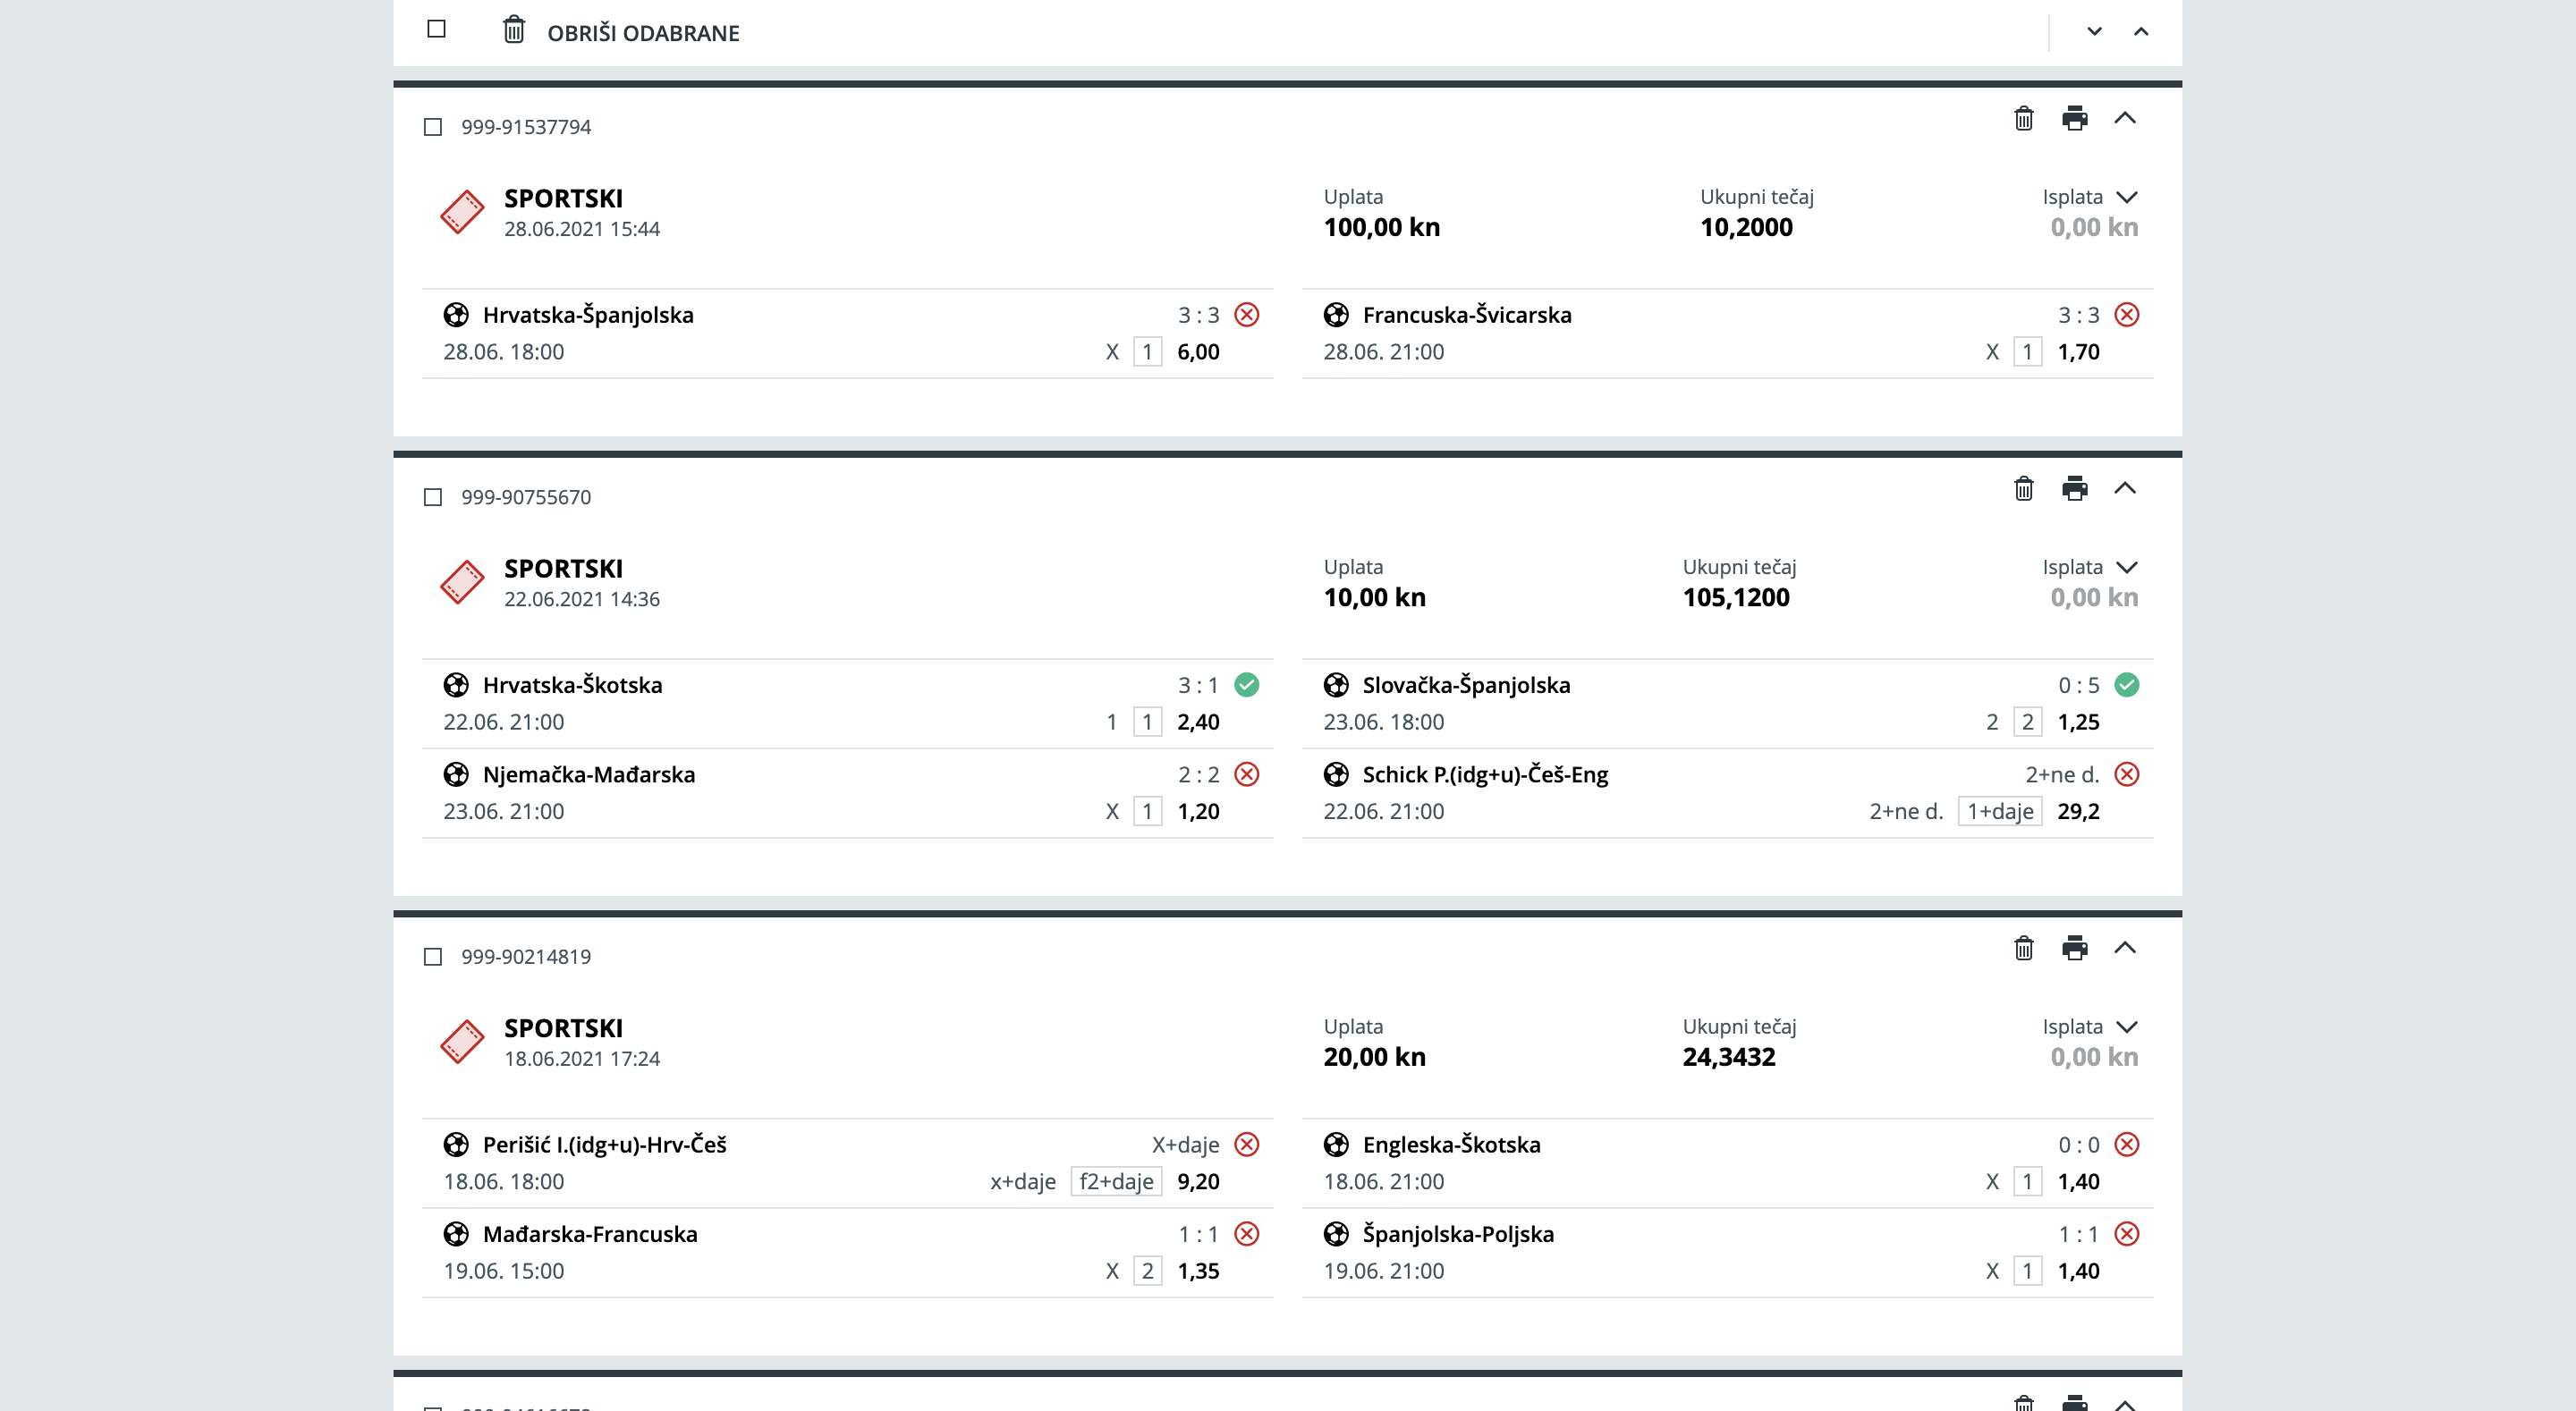 OBRIŠI ODABRANE
999-91537794
SPORTSKI
28.06.2021 15:44
Uplata
100,00 kn
Ukupni tečaj
10,2000
Isplata
0,00 kn
Hrvatska-Španjolska 3 : 3
28.06. 18:00 X 1 6,00
Francuska-Švicarska 3 : 3
28.06. 21:00 X 1 1,70
999-90755670
SPORTSKI
22.06.2021 14:36
Uplata
10,00 kn
Ukupni tečaj
105,1200
Isplata
0,00 kn
Hrvatska-Škotska 3 : 1
22.06. 21:00 1 1 2,40
Slovačka-Španjolska 0 : 5
23.06. 18:00 2 2 1,25
Njemačka-Mađarska 2 : 2
23.06. 21:00 X 1 1,20
Schick P.(idg+u)-Češ-Eng 2+ne d.
22.06. 21:00 2+ne d. 1+daje 29,2
999-90214819
SPORTSKI
18.06.2021 17:24
Uplata
20,00 kn
Ukupni tečaj
24,3432
Isplata
0,00 kn
Perišić I.(idg+u)-Hrv-Češ X+daje
18.06. 18:00 x+daje f2+daje 9,20
Engleska-Škotska 0 : 0
18.06. 21:00 X 1 1,40
Mađarska-Francuska 1 : 1
19.06. 15:00 X 2 1,35
Španjolska-Poljska 1 : 1
19.06. 21:00 X 1 1,40